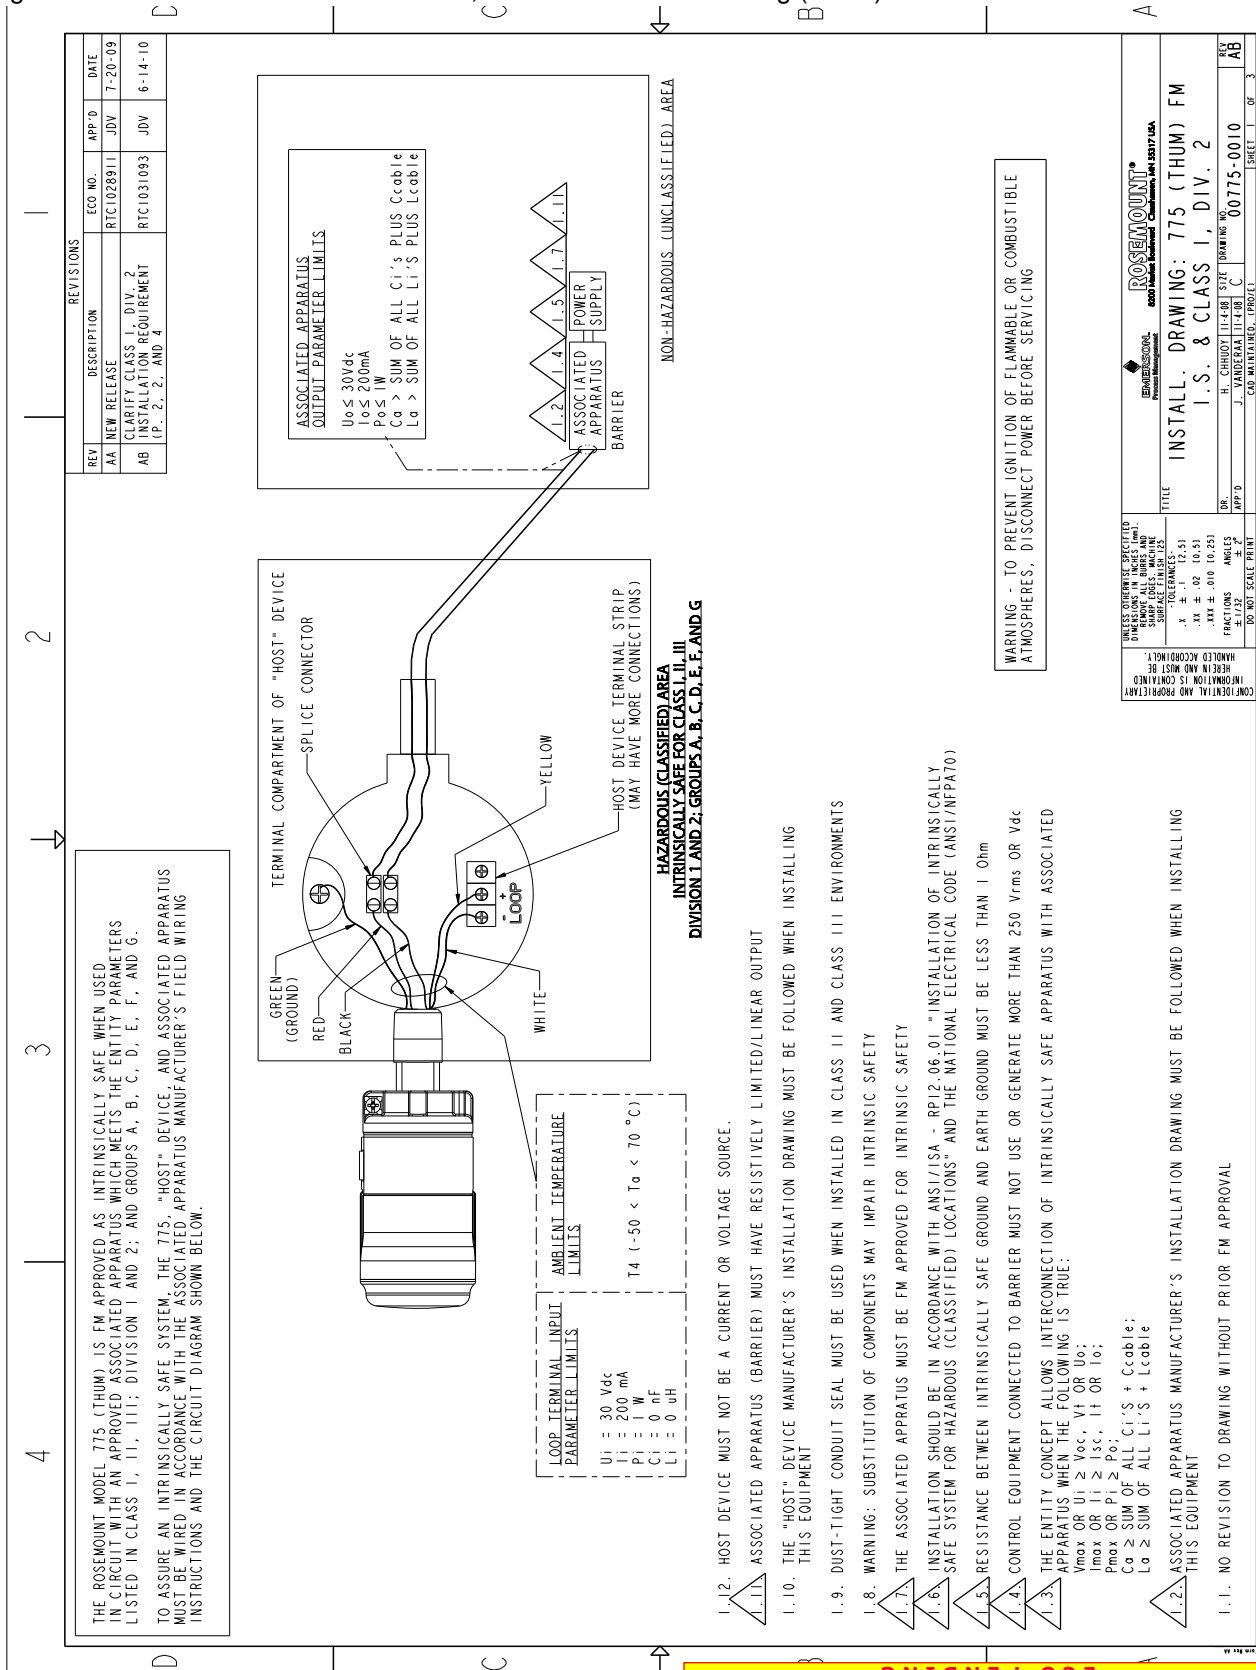 D
C
B
A
1
2
3
4
REVISIONS
REV DESCRIPTION ECO NO. APP'D DATE
AA NEW RELEASE RTC1028911 JDV 7-20-09
AB CLARIFY CLASS I, DIV. 2 INSTALLATION REQUIREMENT (P. 2, 2, AND 4 RTC1031093 JDV 6-14-10
THE ROSEMOUNT MODEL 775 (THUM) IS FM APPROVED AS INTRINSICALLY SAFE WHEN USED
IN CIRCUIT WITH AN APPROVED ASSOCIATED APPARATUS WHICH MEETS THE ENTITY PARAMETERS
LISTED IN CLASS I, II, III; DIVISION 1 AND 2; AND GROUPS A, B, C, D, E, F, AND G.
TO ASSURE AN INTRINSICALLY SAFE SYSTEM, THE 775, "HOST" DEVICE, AND ASSOCIATED APPARATUS
MUST BE WIRED IN ACCORDANCE WITH THE ASSOCIATED APPARATUS MANUFACTURER'S FIELD WIRING
INSTRUCTIONS AND THE CIRCUIT DIAGRAM SHOWN BELOW.
TERMINAL COMPARTMENT OF "HOST" DEVICE
SPLICE CONNECTOR
GREEN
(GROUND)
RED
BLACK
WHITE
YELLOW
- +
LOOP
HOST DEVICE TERMINAL STRIP
(MAY HAVE MORE CONNECTIONS)
HAZARDOUS (CLASSIFIED) AREA
INTRINSICALLY SAFE FOR CLASS I, II, III
DIVISION 1 AND 2; GROUPS A, B, C, D, E, F, AND G
ASSOCIATED APPARATUS
OUTPUT PARAMETER LIMITS
Uo ≤ 30Vdc
Io ≤ 200mA
Po ≤ 1W
Ca > SUM OF ALL Ci's PLUS Ccable
La > SUM OF ALL Li'S PLUS Lcable
1.2 1.4 1.5 1.7 1.11
ASSOCIATED
APPARATUS
POWER
SUPPLY
BARRIER
NON-HAZARDOUS (UNCLASSIFIED) AREA
LOOP TERMINAL INPUT
PARAMETER LIMITS
Ui = 30 Vdc
Ii = 200 mA
Pi = 1 W
Ci = 0 nF
Li = 0 uH
AMBIENT TEMPERATURE
LIMITS
T4 (-50 < Ta < 70 °C)
1.12. HOST DEVICE MUST NOT BE A CURRENT OR VOLTAGE SOURCE.
1.11. ASSOCIATED APPARATUS (BARRIER) MUST HAVE RESISTIVELY LIMITED/LINEAR OUTPUT
1.10. THE "HOST" DEVICE MANUFACTURER'S INSTALLATION DRAWING MUST BE FOLLOWED WHEN INSTALLING
THIS EQUIPMENT
1.9. DUST-TIGHT CONDUIT SEAL MUST BE USED WHEN INSTALLED IN CLASS II AND CLASS III ENVIRONMENTS
1.8. WARNING: SUBSTITUTION OF COMPONENTS MAY IMPAIR INTRINSIC SAFETY
1.7. THE ASSOCIATED APPRATUS MUST BE FM APPROVED FOR INTRINSIC SAFETY
1.6. INSTALLATION SHOULD BE IN ACCORDANCE WITH ANSI/ISA - RP12.06.01 "INSTALLATION OF INTRINSICALLY
SAFE SYSTEM FOR HAZARDOUS (CLASSIFIED) LOCATIONS" AND THE NATIONAL ELECTRICAL CODE (ANSI/NFPA70)
1.5. RESISTANCE BETWEEN INTRINSICALLY SAFE GROUND AND EARTH GROUND MUST BE LESS THAN 1 Ohm
1.4. CONTROL EQUIPMENT CONNECTED TO BARRIER MUST NOT USE OR GENERATE MORE THAN 250 Vrms OR Vdc
1.3. THE ENTITY CONCEPT ALLOWS INTERCONNECTION OF INTRINSICALLY SAFE APPARATUS WITH ASSOCIATED
APPARATUS WHEN THE FOLLOWING IS TRUE:
Vmax OR Ui ≥ Voc, Vt OR Uo;
Imax OR Ii ≥ Isc, It OR Io;
Pmax OR Pi ≥ Po;
Ca ≥ SUM OF ALL Ci'S + Ccable;
La ≥ SUM OF ALL Li'S + Lcable
1.2. ASSOCIATED APPARATUS MANUFACTURER'S INSTALLATION DRAWING MUST BE FOLLOWED WHEN INSTALLING
THIS EQUIPMENT
1.1. NO REVISION TO DRAWING WITHOUT PRIOR FM APPROVAL
WARNING - TO PREVENT IGNITION OF FLAMMABLE OR COMBUSTIBLE
ATMOSPHERES, DISCONNECT POWER BEFORE SERVICING
CONFIDENTIAL AND PROPRIETARY
INFORMATION IS CONTAINED
HEREIN AND MUST BE
HANDLED ACCORDINGLY.
UNLESS OTHERWISE SPECIFIED
DIMENSIONS IN INCHES [mm].
REMOVE ALL BURRS AND
SHARP EDGES. MACHINE
SURFACE FINISH 125
-TOLERANCES-
.X ± .1 [2,5]
.XX ± .02 [0,5]
.XXX ± .010 [0,25]
FRACTIONS ANGLES
± 1/32 ± 2°
DO NOT SCALE PRINT
EMERSON.
Process Management
ROSEMOUNT®
8200 Market Boulevard Chanhassen, MN 55317 USA
TITLE
INSTALL. DRAWING: 775 (THUM) FM
I.S. & CLASS I, DIV. 2
DR. H. CHHUOY 11-4-08
APP'D J. VANDERAA 11-4-08
SIZE C
DRAWING NO. 00775-0010
REV AB
CAD MAINTAINED, (PRO/E)
SHEET 1 OF 3